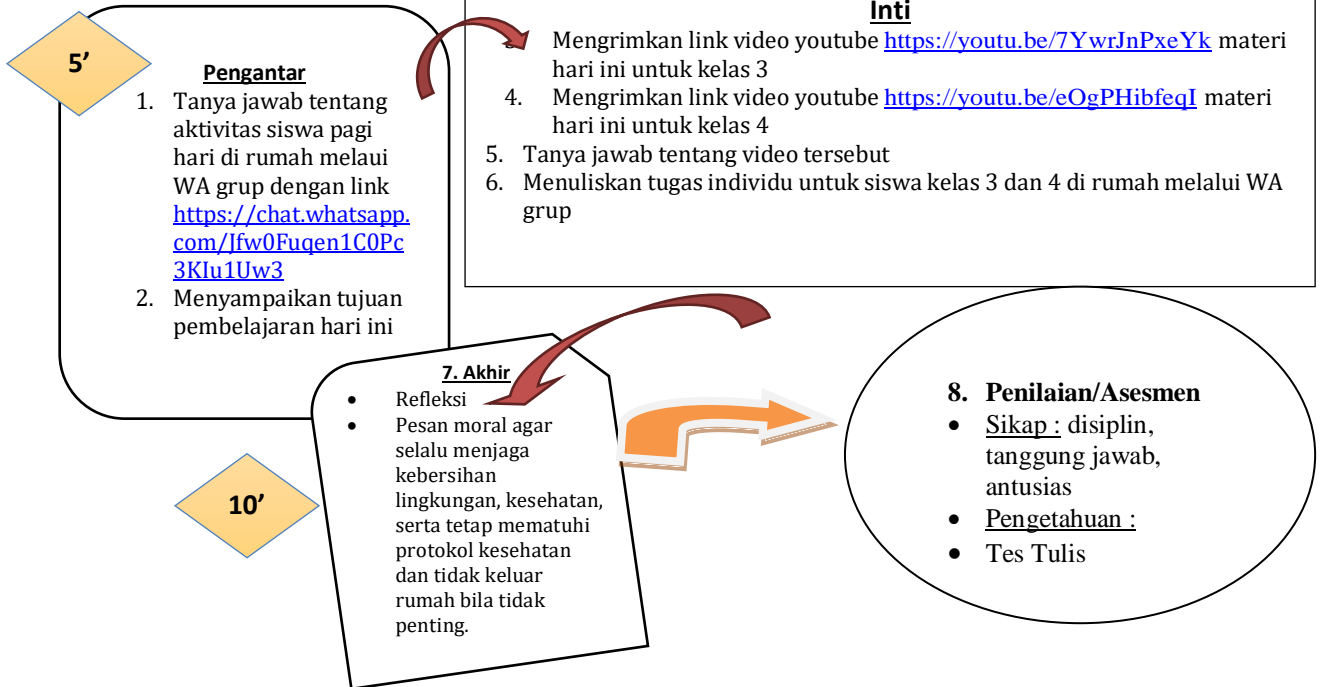 5’
Pengantar
1. Tanya jawab tentang
aktivitas siswa pagi
hari di rumah melaui
WA grup dengan link
https://chat.whatsapp.
com/Jfw0Fuqen1C0Pc
3KIu1Uw3
2. Menyampaikan tujuan
pembelajaran hari ini
Inti
Mengrimkan link video youtube https://youtu.be/7YwrJnPxeYk materi
hari ini untuk kelas 3
4. Mengrimkan link video youtube https://youtu.be/eOgPHibfeqI materi
hari ini untuk kelas 4
5. Tanya jawab tentang video tersebut
6. Menuliskan tugas individu untuk siswa kelas 3 dan 4 di rumah melalui WA
grup
7. Akhir
• Refleksi
• Pesan moral agar
selalu menjaga
kebersihan
lingkungan, kesehatan,
serta tetap mematuhi
protokol kesehatan
dan tidak keluar
rumah bila tidak
penting.
10’
8. Penilaian/Asesmen
• Sikap : disiplin,
tanggung jawab,
antusias
• Pengetahuan :
• Tes Tulis